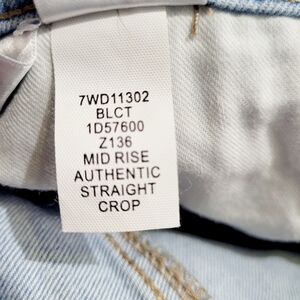 7WD11302
BLCT
1D57600
Z136
MID RISE
AUTHENTIC
STRAIGHT
CROP